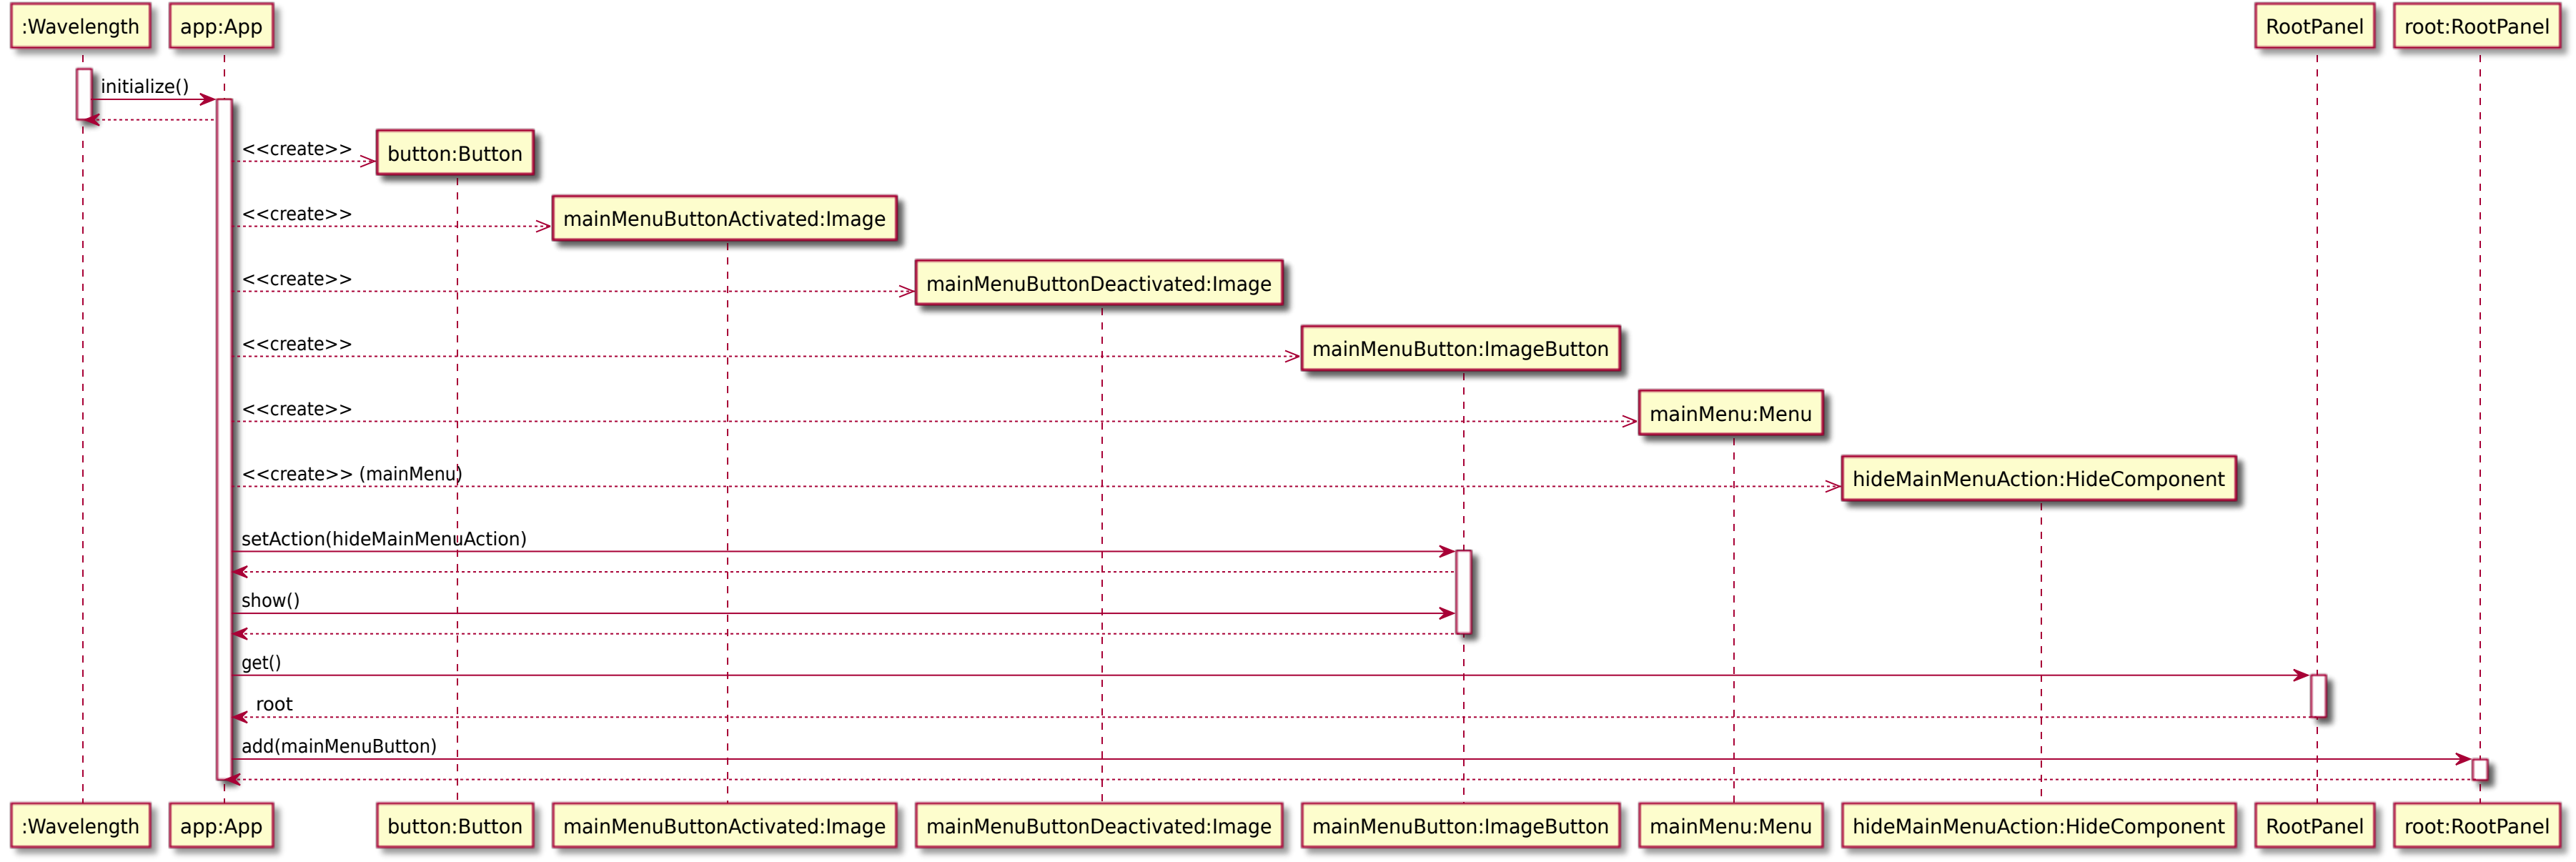 :Wavelength
app:App
RootPanel
root:RootPanel
initialize()
<<create>>
button:Button
<<create>>
mainMenuButtonActivated:Image
<<create>>
mainMenuButtonDeactivated:Image
<<create>>
mainMenuButton:ImageButton
<<create>>
mainMenu:Menu
<<create>> (mainMenu)
hideMainMenuAction:HideComponent
setAction(hideMainMenuAction)
show()
get()
root
add(mainMenuButton)
:Wavelength
app:App
button:Button
mainMenuButtonActivated:Image
mainMenuButtonDeactivated:Image
mainMenuButton:ImageButton
mainMenu:Menu
hideMainMenuAction:HideComponent
RootPanel
root:RootPanel